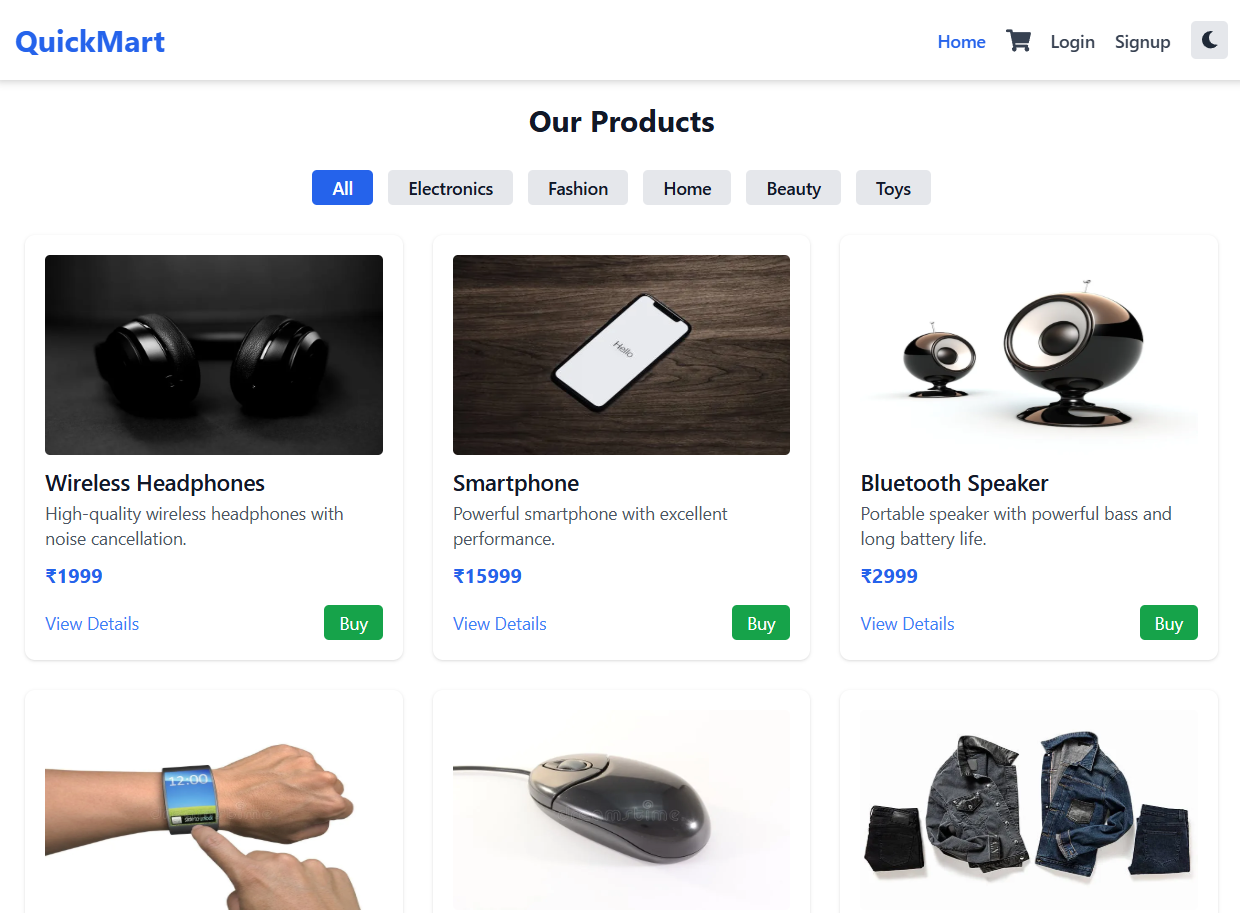 QuickMart
Home
Login
Signup
Our Products
All
Electronics
Fashion
Home
Beauty
Toys
Hello
Wireless Headphones
High-quality wireless headphones with
noise cancellation.
₹1999
View Details
Buy
Smartphone
Powerful smartphone with excellent
performance.
₹15999
View Details
Buy
Bluetooth Speaker
Portable speaker with powerful bass and
long battery life.
₹2999
View Details
Buy
12:00